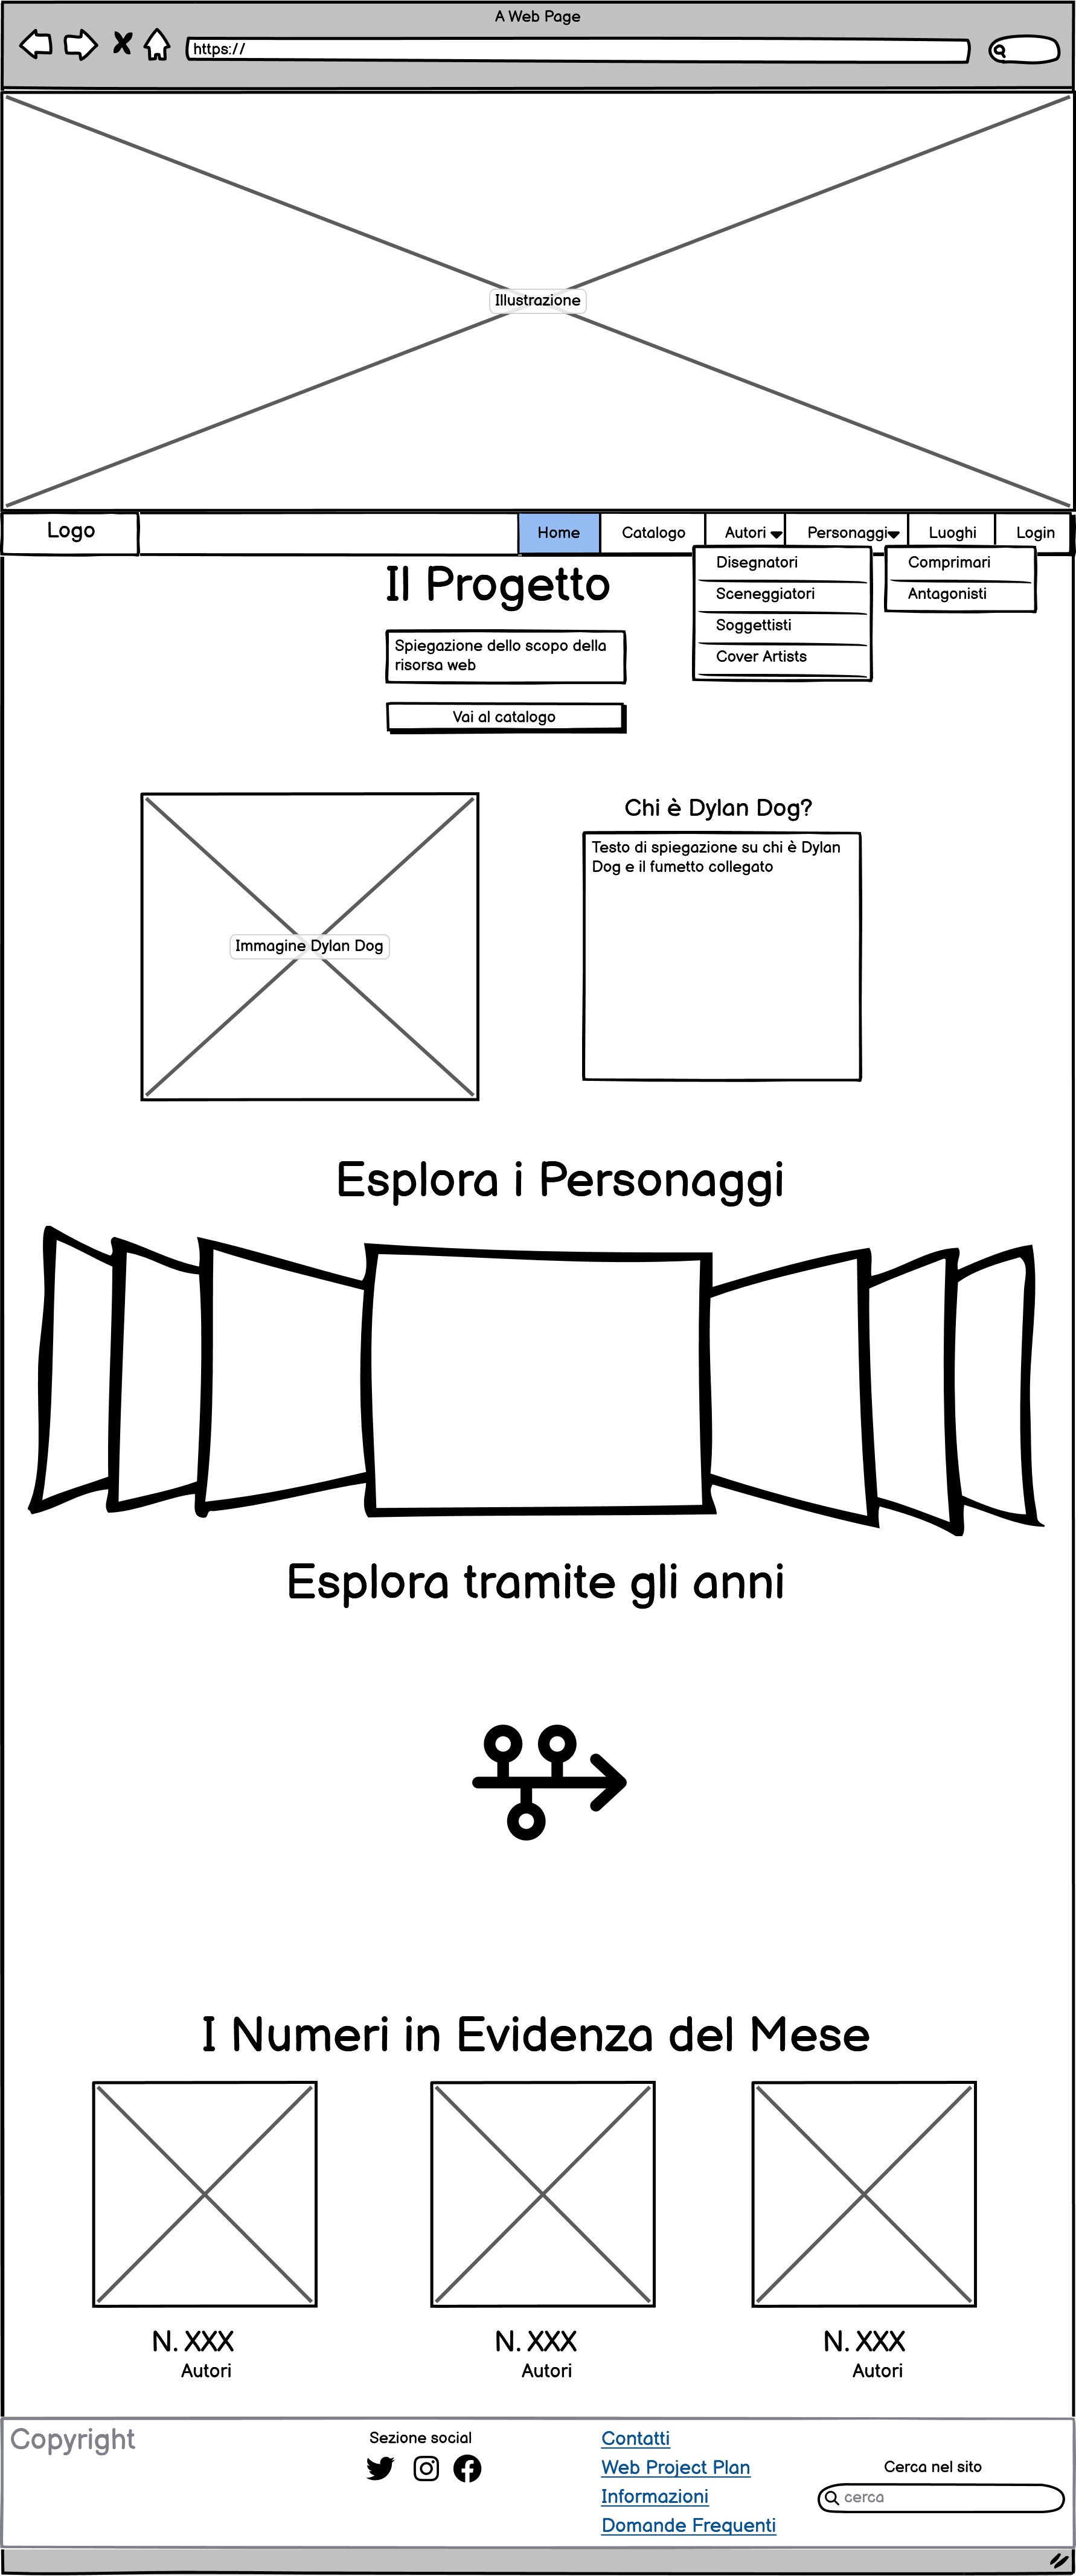 A Web Page
https://
Illustrazione
Logo
Home
Catalogo
Autori
Personaggi
Luoghi
Login
Disegnatori
Sceneggiatori
Soggettisti
Cover Artists
Comprimari
Antagonisti
Il Progetto
Spiegazione dello scopo della
risorsa web
Vai al catalogo
Immagine Dylan Dog
Chi è Dylan Dog?
Testo di spiegazione su chi è Dylan
Dog e il fumetto collegato
Esplora i Personaggi
Esplora tramite gli anni
I Numeri in Evidenza del Mese
N. XXX
Autori
N. XXX
Autori
N. XXX
Autori
Copyright
Sezione social
Contatti
Web Project Plan
Informazioni
Domande Frequenti
Cerca nel sito
cerca